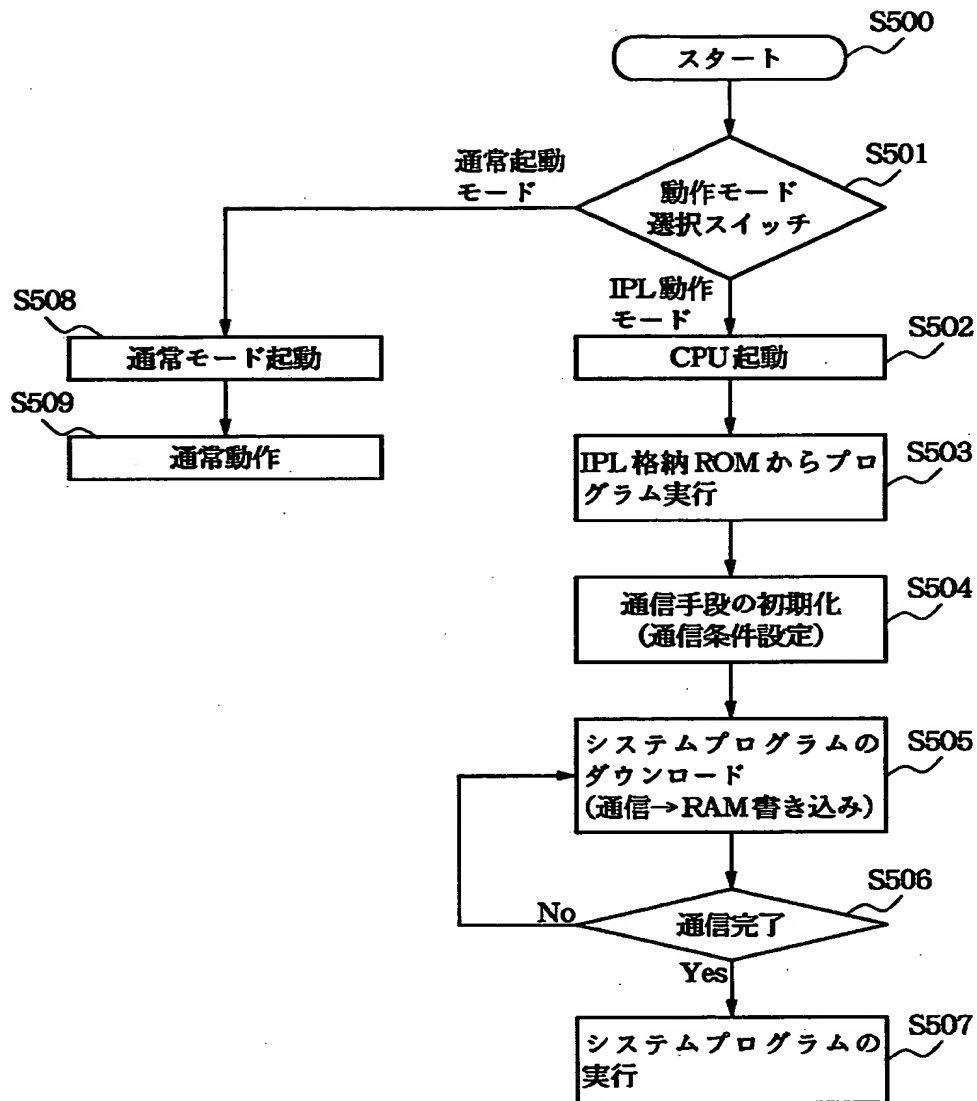 S500
スタート
S501
動作モード
選択スイッチ
通常起動
モード
IPL動作
モード
S508
通常モード起動
S509
通常動作
S502
CPU起動
S503
IPL格納ROMからプロ
グラム実行
S504
通信手段の初期化
(通信条件設定)
S505
システムプログラムの
ダウンロード
(通信→RAM書き込み)
S506
通信完了
No
Yes
S507
システムプログラムの
実行